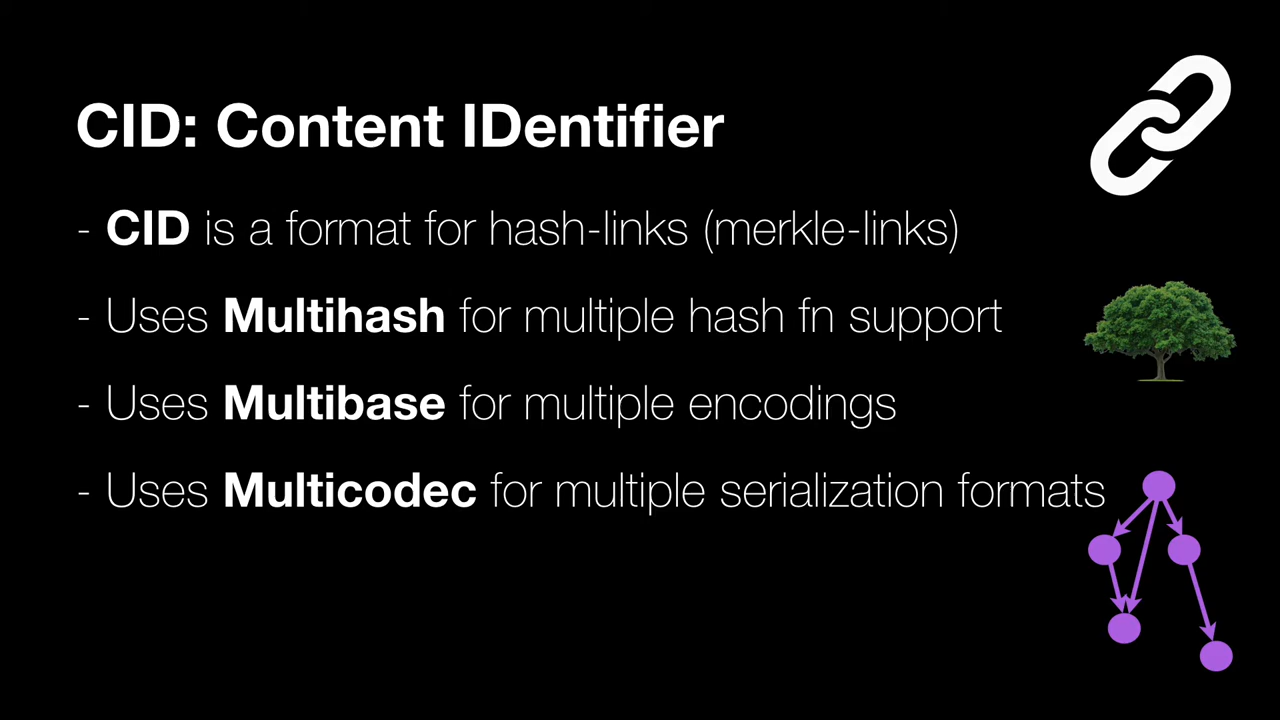 CID: Content IDentifier
- CID is a format for hash-links (merkle-links)
- Uses Multihash for multiple hash fn support
- Uses Multibase for multiple encodings
- Uses Multicodec for multiple serialization formats